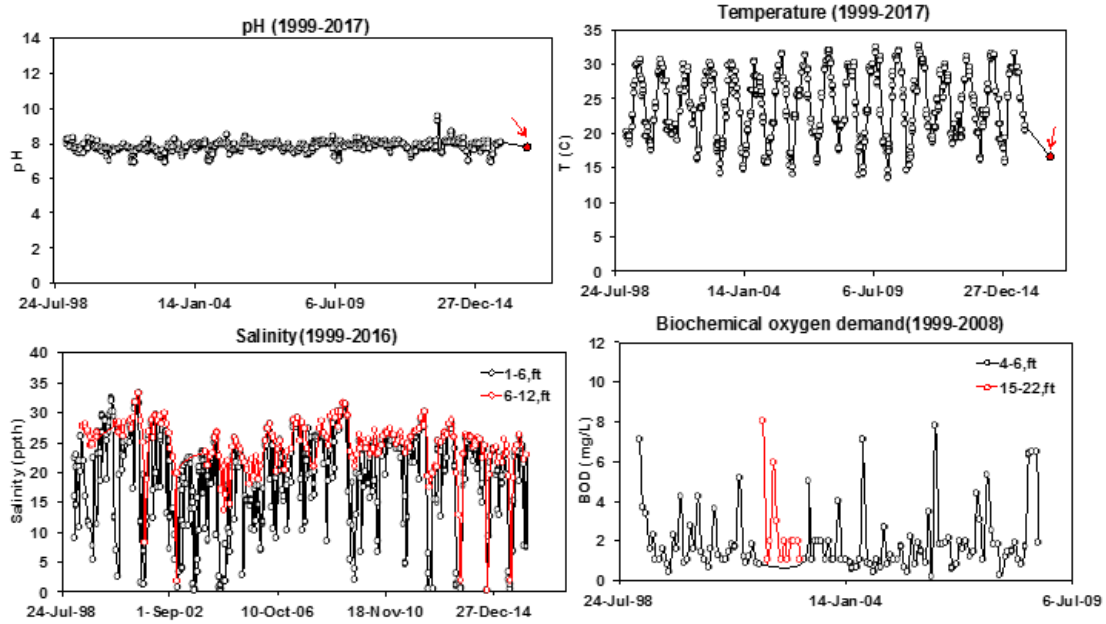 pH (1999-2017)
14
12
10
8
6
4
2
0
pH
24-Jul-98
14-Jan-04
6-Jul-09
27-Dec-14
Temperature (1999-2017)
35
30
25
20
15
10
5
0
T (C)
24-Jul-98
14-Jan-04
6-Jul-09
27-Dec-14
Salinity (1999-2016)
40
35
30
25
20
15
10
5
0
Salinity (ppth)
1-6,ft
6-12,ft
24-Jul-98
1-Sep-02
10-Oct-06
18-Nov-10
27-Dec-14
Biochemical oxygen demand(1999-2008)
12
10
8
6
4
2
0
BOD (mg/L)
4-6,ft
15-22,ft
24-Jul-98
14-Jan-04
6-Jul-09